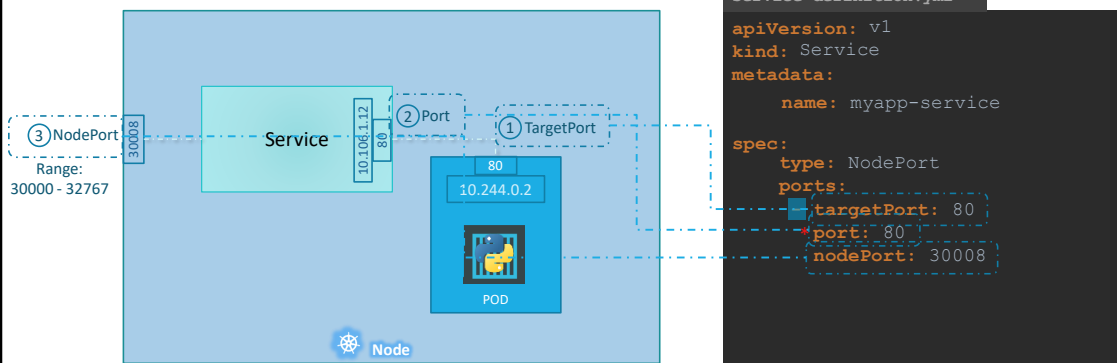 3 NodePort
Range:
30000 - 32767
30008
Service
10.106.1.12
80
2 Port
1 TargetPort
80
10.244.0.2
POD
Node
apiVersion: v1
kind: Service
metadata:
name: myapp-service
spec:
type: NodePort
ports:
- targetPort: 80
* port: 80
nodePort: 30008